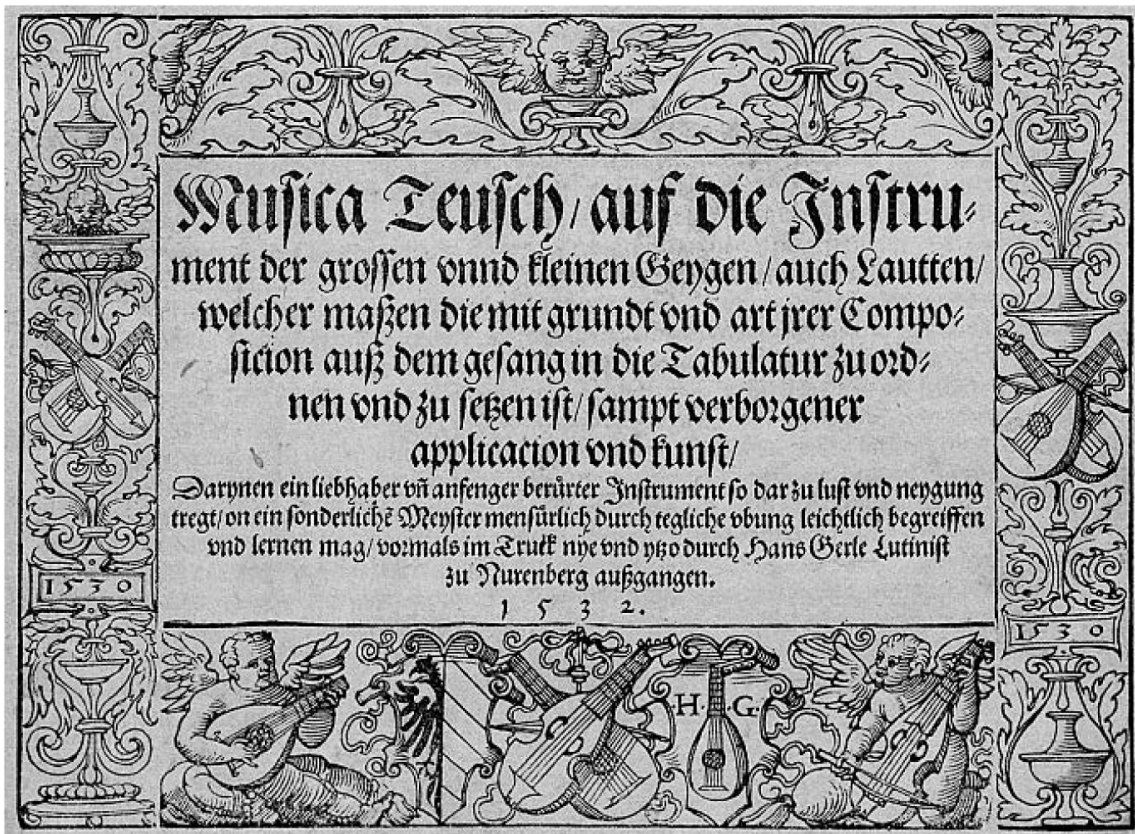 Musica Teusch/ auf die Instru⸗
ment der grossen vnnd kleinen Geygen/ auch Lautten/
welcher maßen die mit grundt vnd art jrer Compo⸗
sicion auß dem gesang in die Tabulatur zu ord⸗
nen vnd zu setzen ist/ sampt verborgener
applicacion vnd kunst/
Darynen ein liebhaber vñ anfenger berürter Instrument so dar zu lust vnd neygung
tregt/ on ein sonderlichē Meyster mensürlich durch tegliche vbung leichtlich begreiffen
vnd lernen mag/ vormals im Truck nye vnd ytzo durch Hans Gerle Lutinist
zu Nurenberg außgangen.
1 5 3 2.
1530
1530
H. G.